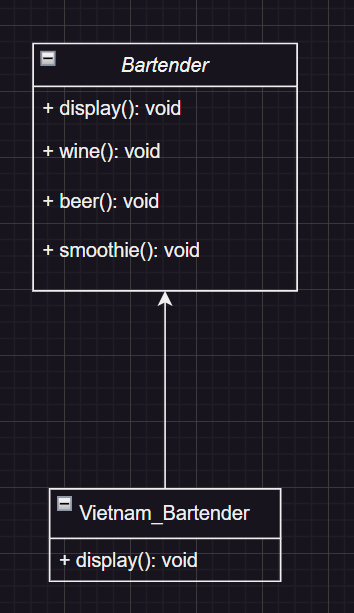 Bartender
+ display(): void
+ wine(): void
+ beer(): void
+ smoothie(): void
Vietnam_Bartender
+ display(): void